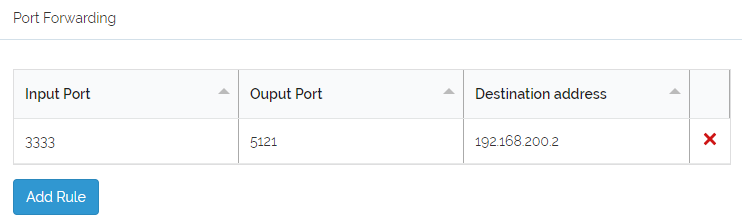 Port Forwarding
Input Port Ouput Port Destination address
3333 5121 192.168.200.2
Add Rule